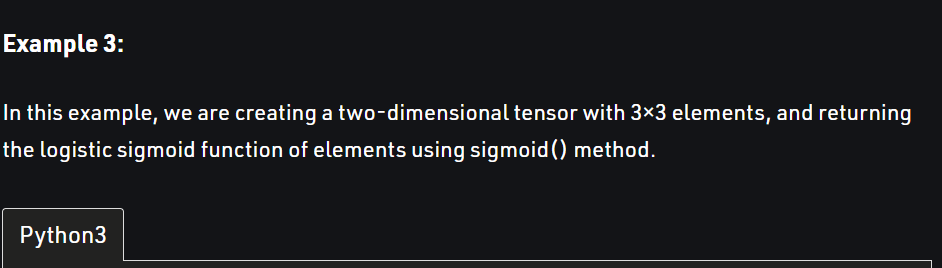 Example 3:
In this example, we are creating a two-dimensional tensor with 3×3 elements, and returning
the logistic sigmoid function of elements using sigmoid() method.
Python3